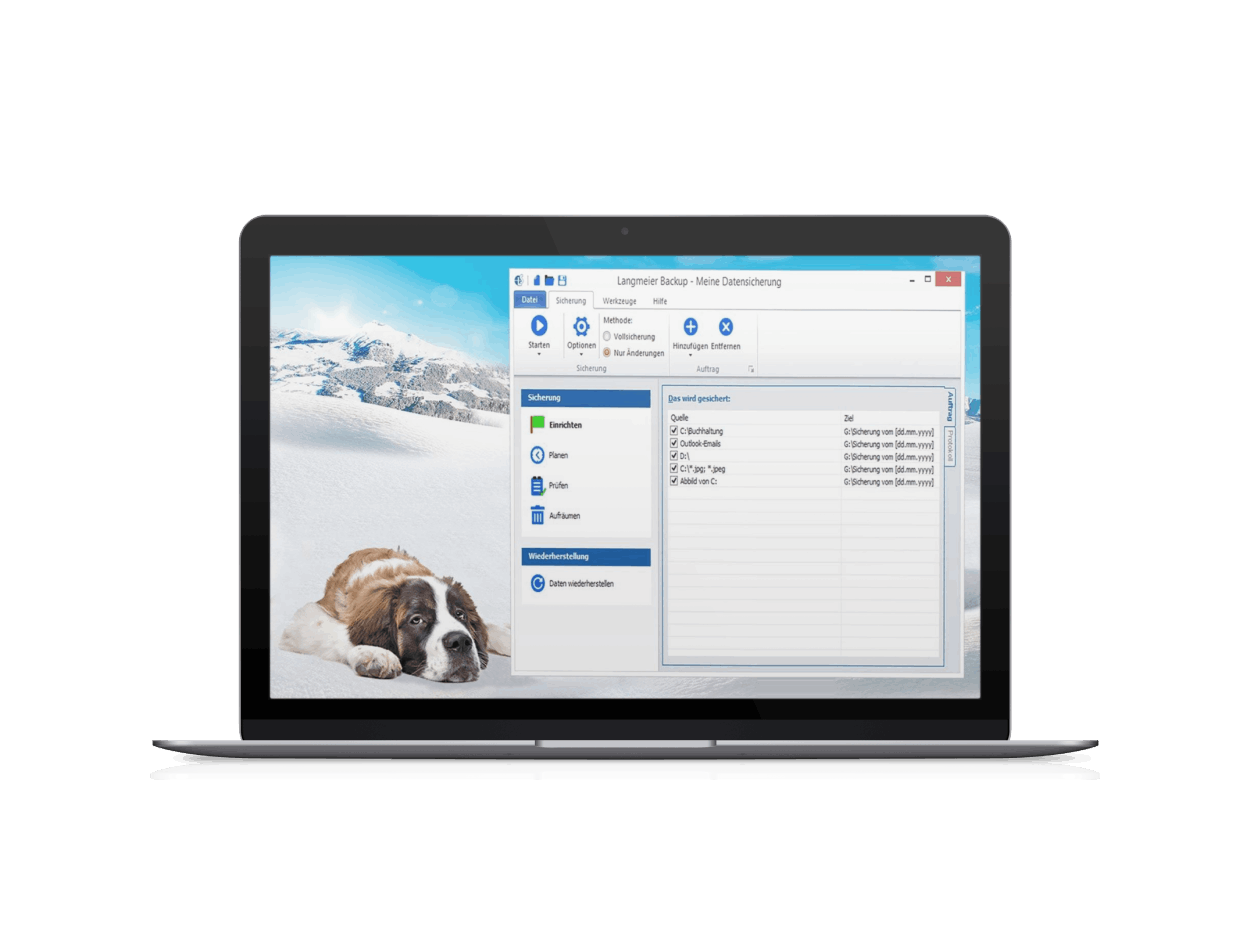 Langmeier Backup - Meine Datensicherung
Datei Sicherung Werkzeuge Hilfe
Methode:
Vollsicherung
Nur Änderungen
Starten Optionen Hinzufügen Entfernen
Sicherung Auftrag
Sicherung
Einrichten
Planen
Prüfen
Aufräumen
Wiederherstellung
Daten wiederherstellen
Das wird gesichert:
Quelle Ziel
C:\Buchhaltung G:\Sicherung vom [dd.mm.yyyy]
Outlook-Emails G:\Sicherung vom [dd.mm.yyyy]
D:\ G:\Sicherung vom [dd.mm.yyyy]
C:\*.jpg; *.jpeg G:\Sicherung vom [dd.mm.yyyy]
Abbild von C: G:\Sicherung vom [dd.mm.yyyy]
Auftrag
Protokoll